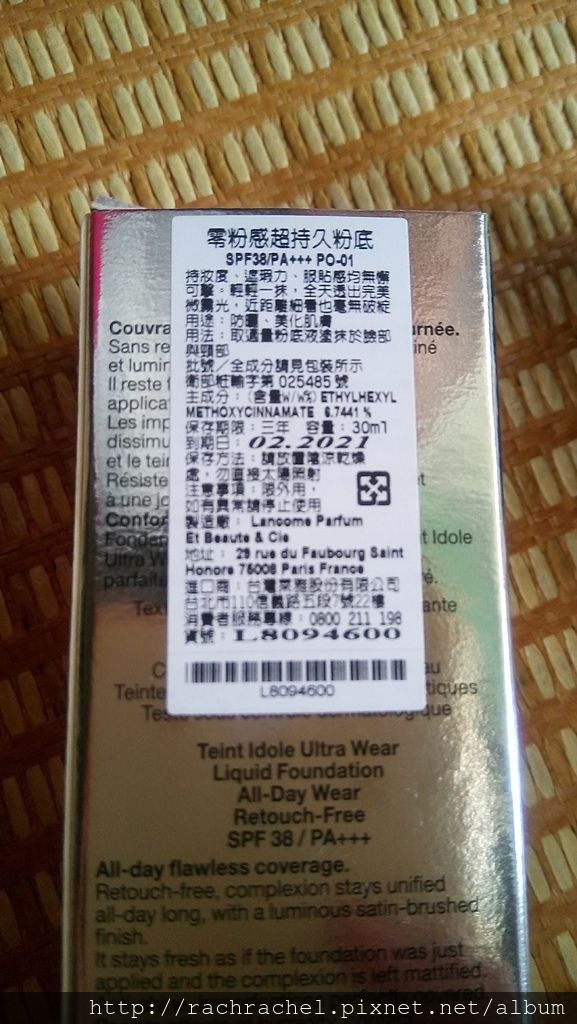 零粉感超持久粉底
SPF38/PA+++ PO-01
持妝度、遮瑕力、服貼感均無懈
可擊。輕輕一抹，全天透出完美
微霧光，近距離細看也毫無破綻
用途：防曬、美化肌膚
用法：取適量粉底液塗抹於臉部
與頸部
批號／全成分請見包裝所示
衛部粧輸字第 025485 號
主成分：(含量W/W%) ETHYLHEXYL
METHOXYCINNAMATE 6.7441 %
保存期限：三年 容量：30ml
到期日：02.2021
保存方法：請放置陰涼乾燥
處，勿直接太陽照射
注意事項：限外用，
如有異常請停止使用
製造廠： Lancome Parfum
Et Beaute & Cie
地址： 29 rue du Faubourg Saint
Honore 75008 Paris France
進口商：台灣萊雅股份有限公司
台北市110信義路五段7號22樓
消費者服務專線：0800 211 198
貨號：L8094600
L8094600
Couvra
urnée.
Sans re
iné
et lumin
Il reste f
applica
Les imp
dissimu
et le tei
Résiste
et
à une jo
Confor
Fonde
t Idole
Ultra W
parfaite
é.
Tex
ante
C
au
Teinte
tiques
Teint Idole Ultra Wear
Liquid Foundation
All-Day Wear
Retouch-Free
SPF 38 / PA+++
All-day flawless coverage.
Retouch-free, complexion stays unified
all-day long, with a luminous satin-brushed
finish.
It stays fresh as if the foundation was just
applied and the complexion is left mattified.
http://rachrachel.pixnet.net/album